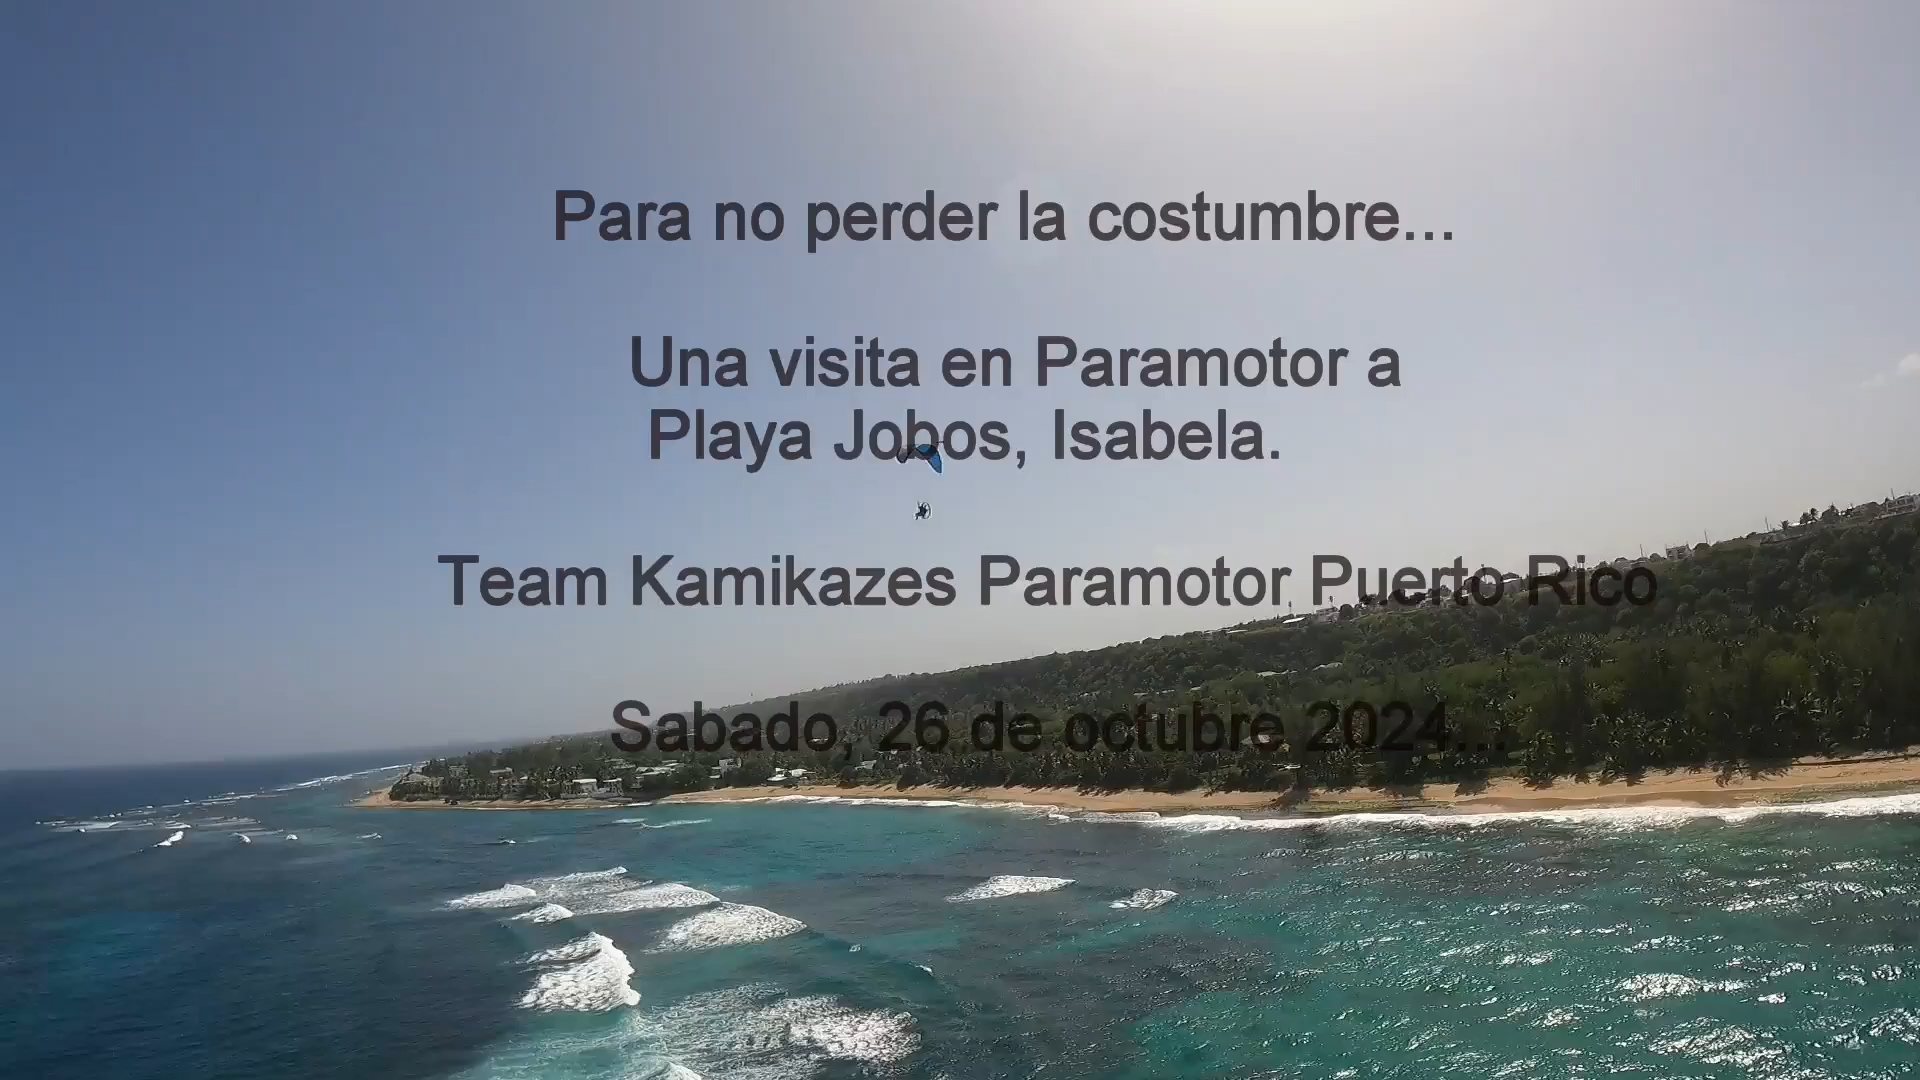 Para no perder la costumbre...
Una visita en Paramotor a
Playa Jobos, Isabela.
Team Kamikazes Paramotor Puerto Rico
Sabado, 26 de octubre 2024...